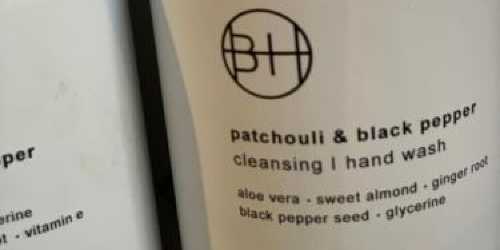 BH
patchouli & black pepper
cleansing | hand wash
aloe vera · sweet almond · ginger root
black pepper seed · glycerine
pper
erine
t · vitamin e